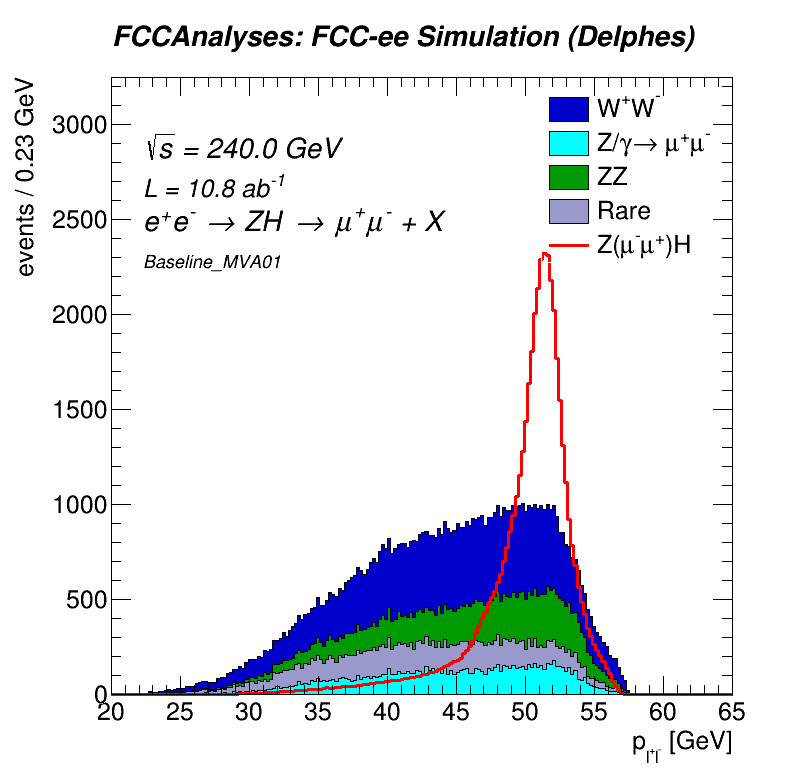 FCCAnalyses: FCC-ee Simulation (Delphes)
events / 0.23 GeV
3000
2500
2000
1500
1000
500
0
√s = 240.0 GeV
L = 10.8 ab⁻¹
e⁺e⁻ → ZH → μ⁺μ⁻ + X
Baseline_MVA01
W⁺W⁻
Z/γ→ μ⁺μ⁻
ZZ
Rare
Z(μ⁻μ⁺)H
20 25 30 35 40 45 50 55 60 65
p_l⁺l⁻ [GeV]